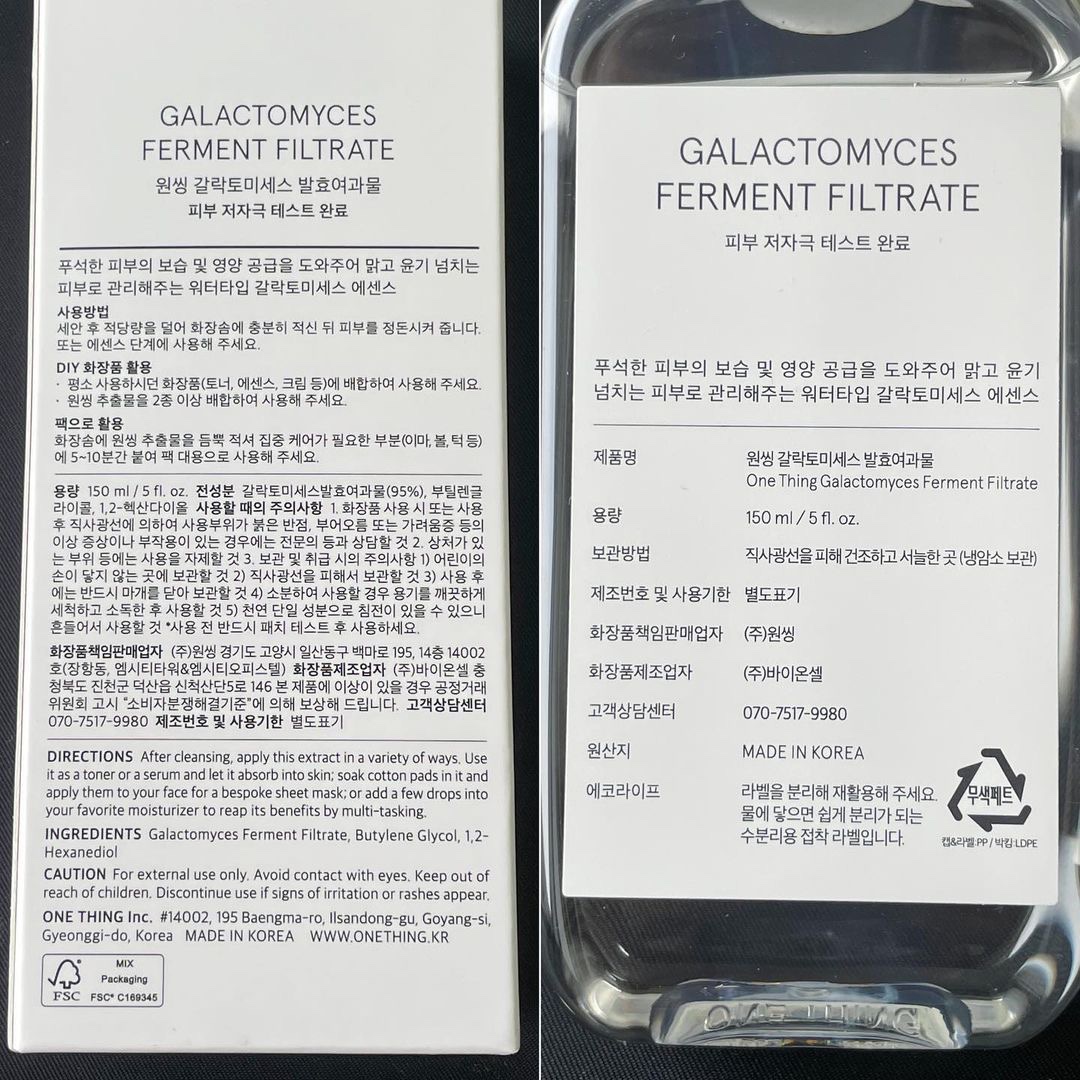 GALACTOMYCES
FERMENT FILTRATE
원씽 갈락토미세스 발효여과물
피부 저자극 테스트 완료
푸석한 피부의 보습 및 영양 공급을 도와주어 맑고 윤기 넘치는
피부로 관리해주는 워터타입 갈락토미세스 에센스
사용방법
세안 후 적당량을 덜어 화장솜에 충분히 적신 뒤 피부를 정돈시켜 줍니다.
또는 에센스 단계에 사용해 주세요.
DIY 화장품 활용
· 평소 사용하시던 화장품(토너, 에센스, 크림 등)에 배합하여 사용해 주세요.
· 원씽 추출물을 2종 이상 배합하여 사용해 주세요.
팩으로 활용
화장솜에 원씽 추출물을 듬뿍 적셔 집중 케어가 필요한 부분(이마, 볼, 턱 등)
에 5~10분간 붙여 팩 대용으로 사용해 주세요.
용량 150 ml / 5 fl. oz. 전성분 갈락토미세스발효여과물(95%), 부틸렌글
라이콜, 1,2-헥산다이올 사용할 때의 주의사항 1. 화장품 사용 시 또는 사용
후 직사광선에 의하여 사용부위가 붉은 반점, 부어오름 또는 가려움증 등의
이상 증상이나 부작용이 있는 경우에는 전문의 등과 상담할 것 2. 상처가 있
는 부위 등에는 사용을 자제할 것 3. 보관 및 취급 시의 주의사항 1) 어린이의
손이 닿지 않는 곳에 보관할 것 2) 직사광선을 피해서 보관할 것 3) 사용 후
에는 반드시 마개를 닫아 보관할 것 4) 소분하여 사용할 경우 용기를 깨끗하게
세척하고 소독한 후 사용할 것 5) 천연 단일 성분으로 침전이 있을 수 있으니
흔들어서 사용할 것 *사용 전 반드시 패치 테스트 후 사용하세요.
화장품책임판매업자 (주)원씽 경기도 고양시 일산동구 백마로 195, 14층 14002
호(장항동, 엠시티타워&엠시티오피스텔) 화장품제조업자 (주)바이온셀 충
청북도 진천군 덕산읍 신척산단5로 146 본 제품에 이상이 있을 경우 공정거래
위원회 고시 "소비자분쟁해결기준"에 의해 보상해 드립니다. 고객상담센터
070-7517-9980 제조번호 및 사용기한 별도표기
DIRECTIONS After cleansing, apply this extract in a variety of ways. Use
it as a toner or a serum and let it absorb into skin; soak cotton pads in it and
apply them to your face for a bespoke sheet mask; or add a few drops into
your favorite moisturizer to reap its benefits by multi-tasking.
INGREDIENTS Galactomyces Ferment Filtrate, Butylene Glycol, 1,2-
Hexanediol
CAUTION For external use only. Avoid contact with eyes. Keep out of
reach of children. Discontinue use if signs of irritation or rashes appear.
ONE THING Inc. #14002, 195 Baengma-ro, Ilsandong-gu, Goyang-si,
Gyeonggi-do, Korea MADE IN KOREA WWW.ONETHING.KR
MIX
Packaging
FSC FSC® C169345
GALACTOMYCES
FERMENT FILTRATE
피부 저자극 테스트 완료
푸석한 피부의 보습 및 영양 공급을 도와주어 맑고 윤기
넘치는 피부로 관리해주는 워터타입 갈락토미세스 에센스
제품명 원씽 갈락토미세스 발효여과물
One Thing Galactomyces Ferment Filtrate
용량 150 ml / 5 fl. oz.
보관방법 직사광선을 피해 건조하고 서늘한 곳 (냉암소 보관)
제조번호 및 사용기한 별도표기
화장품책임판매업자 (주)원씽
화장품제조업자 (주)바이온셀
고객상담센터 070-7517-9980
원산지 MADE IN KOREA
에코라이프 라벨을 분리해 재활용해 주세요.
물에 닿으면 쉽게 분리가 되는
수분리용 접착 라벨입니다.
무색페트
캡&라벨:PP / 박킹:LDPE
ONE THING